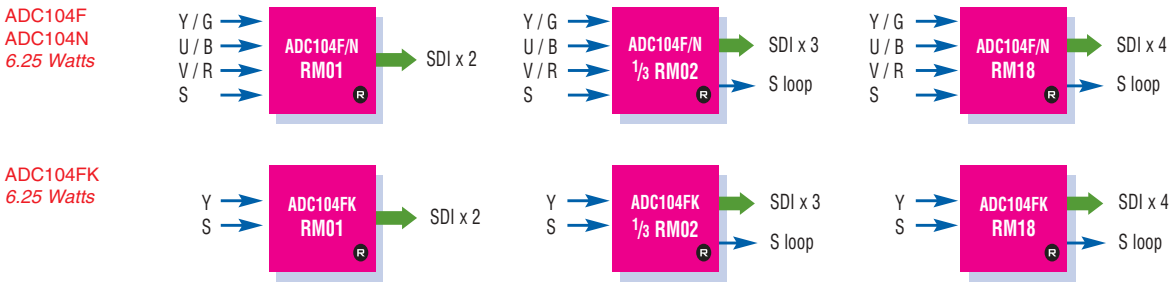 ADC104F
ADC104N
6.25 Watts
Y / G
U / B
V / R
S
ADC104F/N
RM01
R
SDI x 2
Y / G
U / B
V / R
S
ADC104F/N
1/3 RM02
R
SDI x 3
S loop
Y / G
U / B
V / R
S
ADC104F/N
RM18
R
SDI x 4
S loop
ADC104FK
6.25 Watts
Y
S
ADC104FK
RM01
R
SDI x 2
Y
S
ADC104FK
1/3 RM02
R
SDI x 3
S loop
Y
S
ADC104FK
RM18
R
SDI x 4
S loop